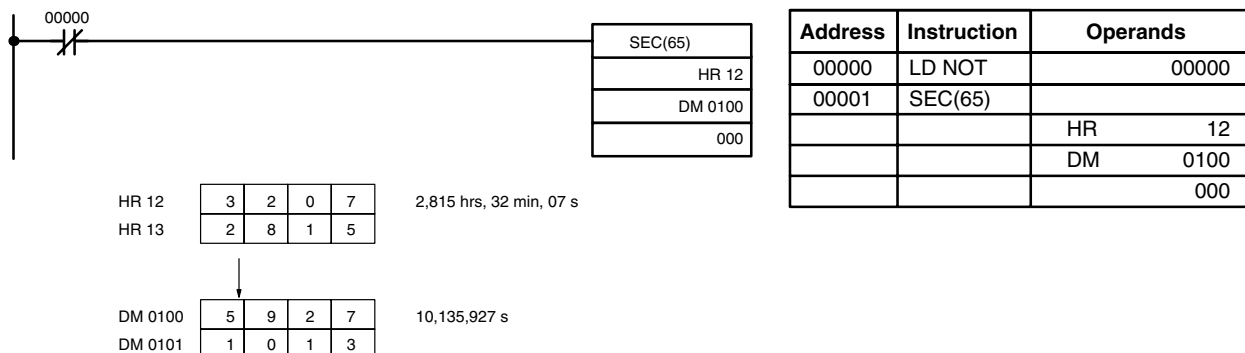 00000
SEC(65)
HR 12
DM 0100
000
Address Instruction Operands
00000 LD NOT 00000
00001 SEC(65)
HR 12
DM 0100
000
HR 12 3 2 0 7 2,815 hrs, 32 min, 07 s
HR 13 2 8 1 5
DM 0100 5 9 2 7 10,135,927 s
DM 0101 1 0 1 3